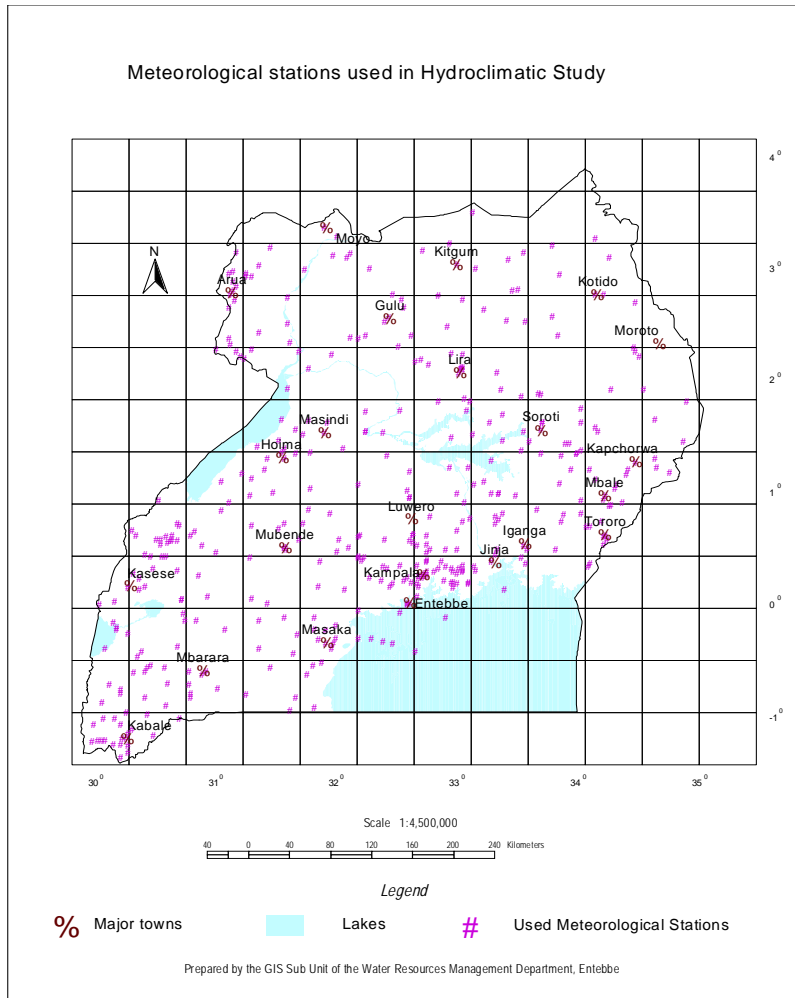 Meteorological stations used in Hydroclimatic Study
4°
Moyo
N
Kitgum
3°
Arua
Kotido
Gulu
Moroto
Lira
2°
Masindi
Soroti
Hoima
Kapchorwa
Mbale
1°
Luwero
Mubende
Iganga
Tororo
Jinja
Kasese
Kampala
Entebbe
0°
Masaka
Mbarara
Kabale
-1°
30° 31° 32° 33° 34° 35°
Scale 1:4,500,000
40 0 40 80 120 160 200 240 Kilometers
Legend
% Major towns Lakes # Used Meteorological Stations
Prepared by the GIS Sub Unit of the Water Resources Management Department, Entebbe